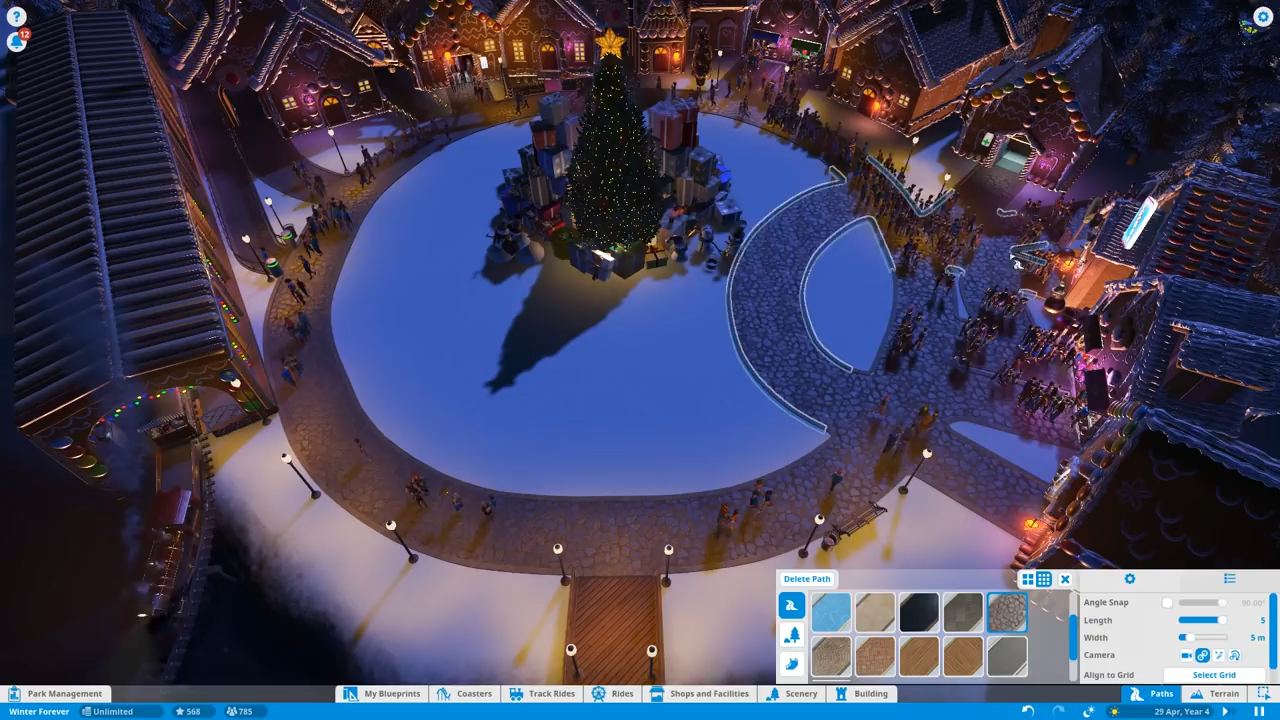 ?
12
Delete Path
Angle Snap 90.00°
Length 5
Width 5 m
Camera
Align to Grid Select Grid
Park Management My Blueprints Coasters Track Rides Rides Shops and Facilities Scenery Building Paths Terrain
Winter Forever Unlimited 568 785 29 Apr, Year 4